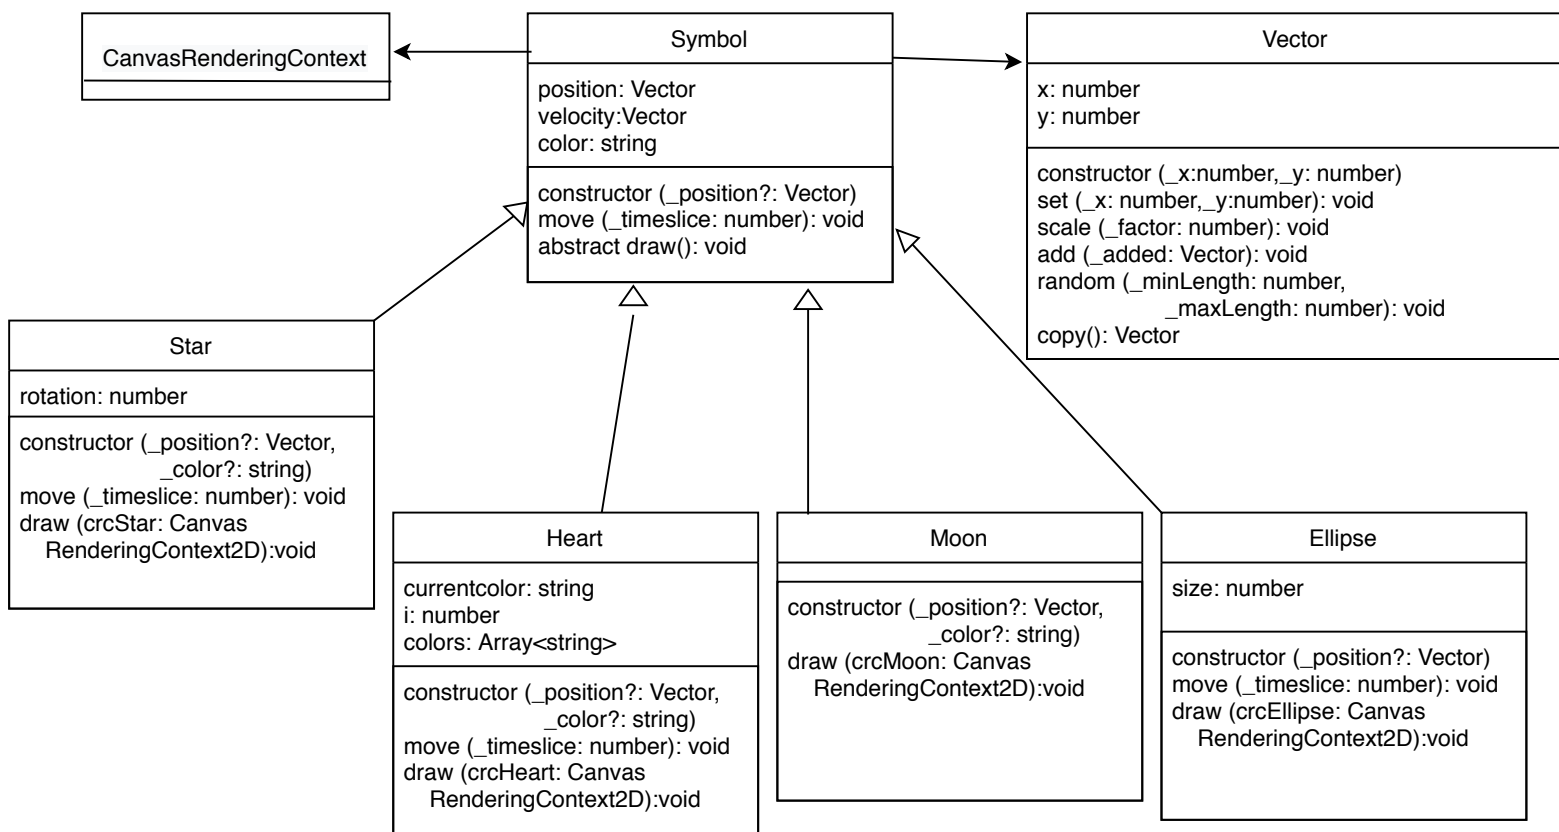 CanvasRenderingContext
Symbol
position: Vector
velocity:Vector
color: string
constructor (_position?: Vector)
move (_timeslice: number): void
abstract draw(): void
Vector
x: number
y: number
constructor (_x:number,_y: number)
set (_x: number,_y:number): void
scale (_factor: number): void
add (_added: Vector): void
random (_minLength: number,
_maxLength: number): void
copy(): Vector
Star
rotation: number
constructor (_position?: Vector,
_color?: string)
move (_timeslice: number): void
draw (crcStar: Canvas
RenderingContext2D):void
Heart
currentcolor: string
i: number
colors: Array<string>
constructor (_position?: Vector,
_color?: string)
move (_timeslice: number): void
draw (crcHeart: Canvas
RenderingContext2D):void
Moon
constructor (_position?: Vector,
_color?: string)
draw (crcMoon: Canvas
RenderingContext2D):void
Ellipse
size: number
constructor (_position?: Vector)
move (_timeslice: number): void
draw (crcEllipse: Canvas
RenderingContext2D):void